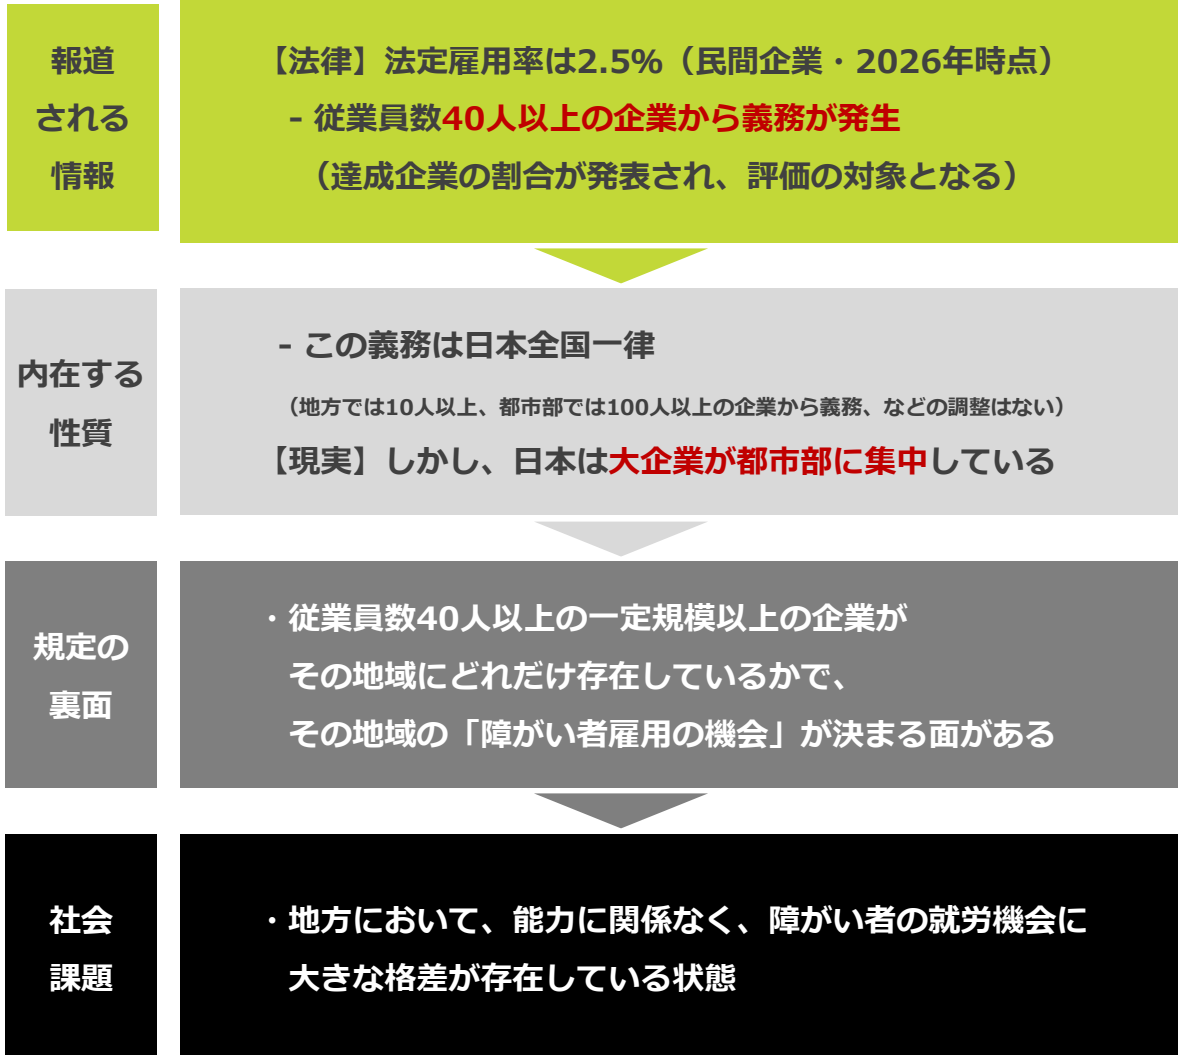 報道
される
情報
【法律】法定雇用率は2.5%（民間企業・2026年時点）
- 従業員数40人以上の企業から義務が発生
（達成企業の割合が発表され、評価の対象となる）
内在する
性質
- この義務は日本全国一律
（地方では10人以上、都市部では100人以上の企業から義務、などの調整はない）
【現実】しかし、日本は大企業が都市部に集中している
規定の
裏面
・従業員数40人以上の一定規模以上の企業が
その地域にどれだけ存在しているかで、
その地域の「障がい者雇用の機会」が決まる面がある
社会
課題
・地方において、能力に関係なく、障がい者の就労機会に
大きな格差が存在している状態